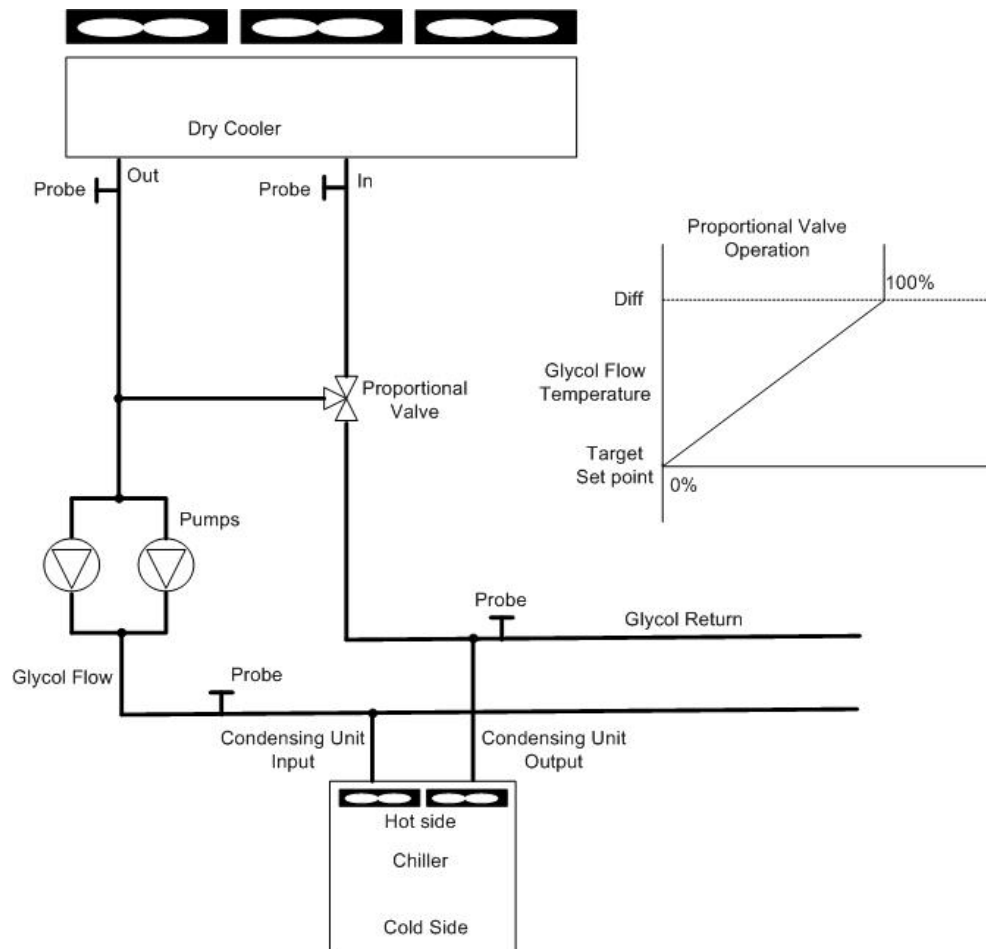 Dry Cooler
Out
In
Probe
Probe
Proportional Valve
Operation
100%
Diff
Glycol Flow
Temperature
Target
Set point
0%
Proportional
Valve
Pumps
Probe
Glycol Return
Glycol Flow
Probe
Condensing Unit
Input
Condensing Unit
Output
Hot side
Chiller
Cold Side